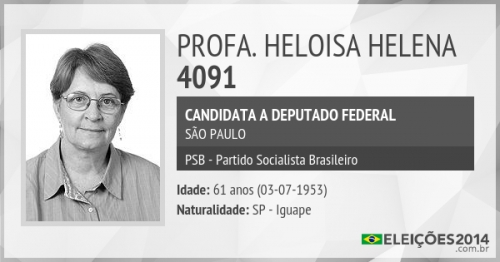 PROFA. HELOISA HELENA
4091
CANDIDATA A DEPUTADO FEDERAL
SÃO PAULO
PSB - Partido Socialista Brasileiro
Idade: 61 anos (03-07-1953)
Naturalidade: SP - Iguape
ELEIÇÕES2014
.com.br